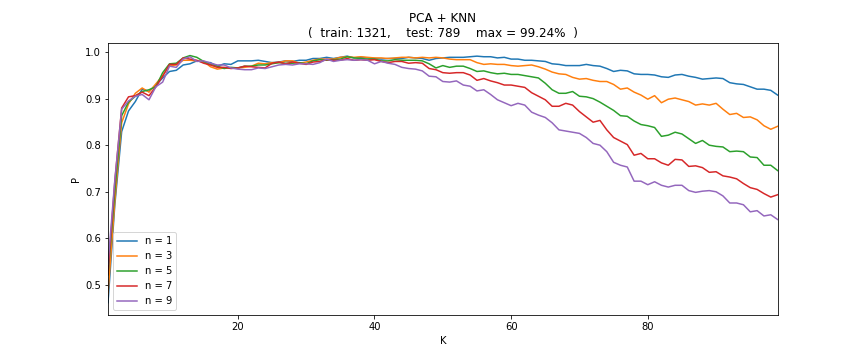 PCA + KNN
( train: 1321, test: 789 max = 99.24% )
1.0
0.9
0.8
0.7
0.6
0.5
P
n = 1
n = 3
n = 5
n = 7
n = 9
20 40 60 80
K